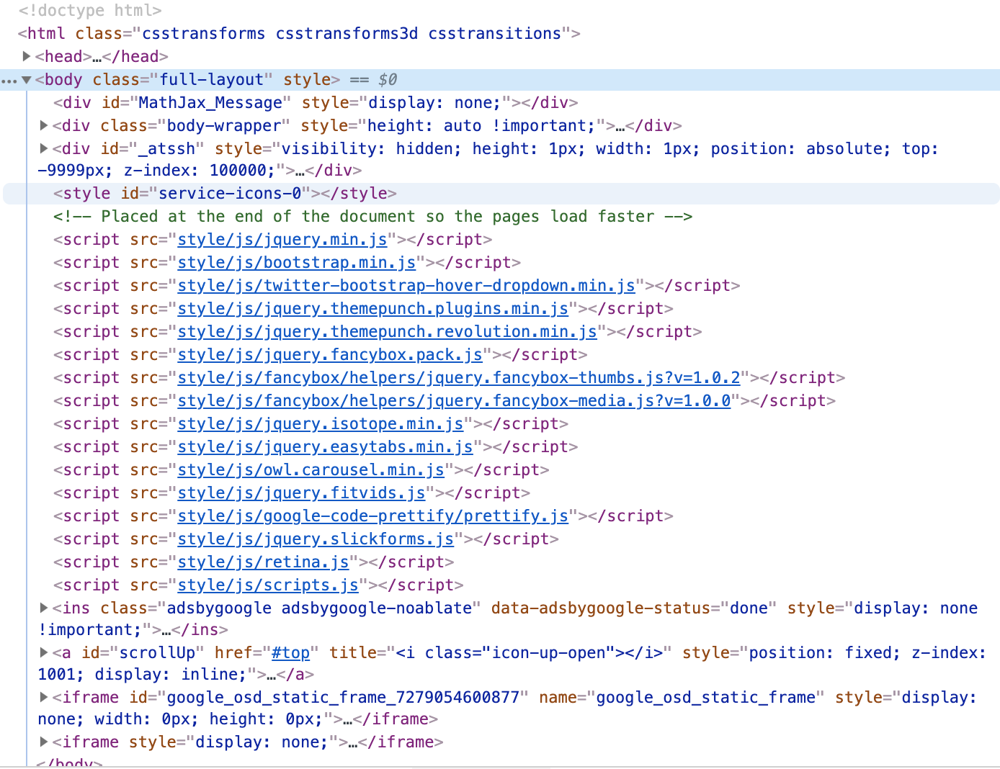 <!doctype html>
<html class="csstransforms csstransforms3d csstransitions">
<head>…</head>
… <body class="full-layout" style> == $0
<div id="MathJax_Message" style="display: none;"></div>
<div class="body-wrapper" style="height: auto !important;">…</div>
<div id="_atssh" style="visibility: hidden; height: 1px; width: 1px; position: absolute; top:
-9999px; z-index: 100000;">…</div>
<style id="service-icons-0"></style>
<!-- Placed at the end of the document so the pages load faster -->
<script src="style/js/jquery.min.js"></script>
<script src="style/js/bootstrap.min.js"></script>
<script src="style/js/twitter-bootstrap-hover-dropdown.min.js"></script>
<script src="style/js/jquery.themepunch.plugins.min.js"></script>
<script src="style/js/jquery.themepunch.revolution.min.js"></script>
<script src="style/js/jquery.fancybox.pack.js"></script>
<script src="style/js/fancybox/helpers/jquery.fancybox-thumbs.js?v=1.0.2"></script>
<script src="style/js/fancybox/helpers/jquery.fancybox-media.js?v=1.0.0"></script>
<script src="style/js/jquery.isotope.min.js"></script>
<script src="style/js/jquery.easytabs.min.js"></script>
<script src="style/js/owl.carousel.min.js"></script>
<script src="style/js/jquery.fitvids.js"></script>
<script src="style/js/google-code-prettify/prettify.js"></script>
<script src="style/js/jquery.slickforms.js"></script>
<script src="style/js/retina.js"></script>
<script src="style/js/scripts.js"></script>
<ins class="adsbygoogle adsbygoogle-noablate" data-adsbygoogle-status="done" style="display: none
!important;">…</ins>
<a id="scrollUp" href="#top" title="<i class="icon-up-open"></i>" style="position: fixed; z-index:
1001; display: inline;">…</a>
<iframe id="google_osd_static_frame_7279054600877" name="google_osd_static_frame" style="display:
none; width: 0px; height: 0px;">…</iframe>
<iframe style="display: none;">…</iframe>
</body>